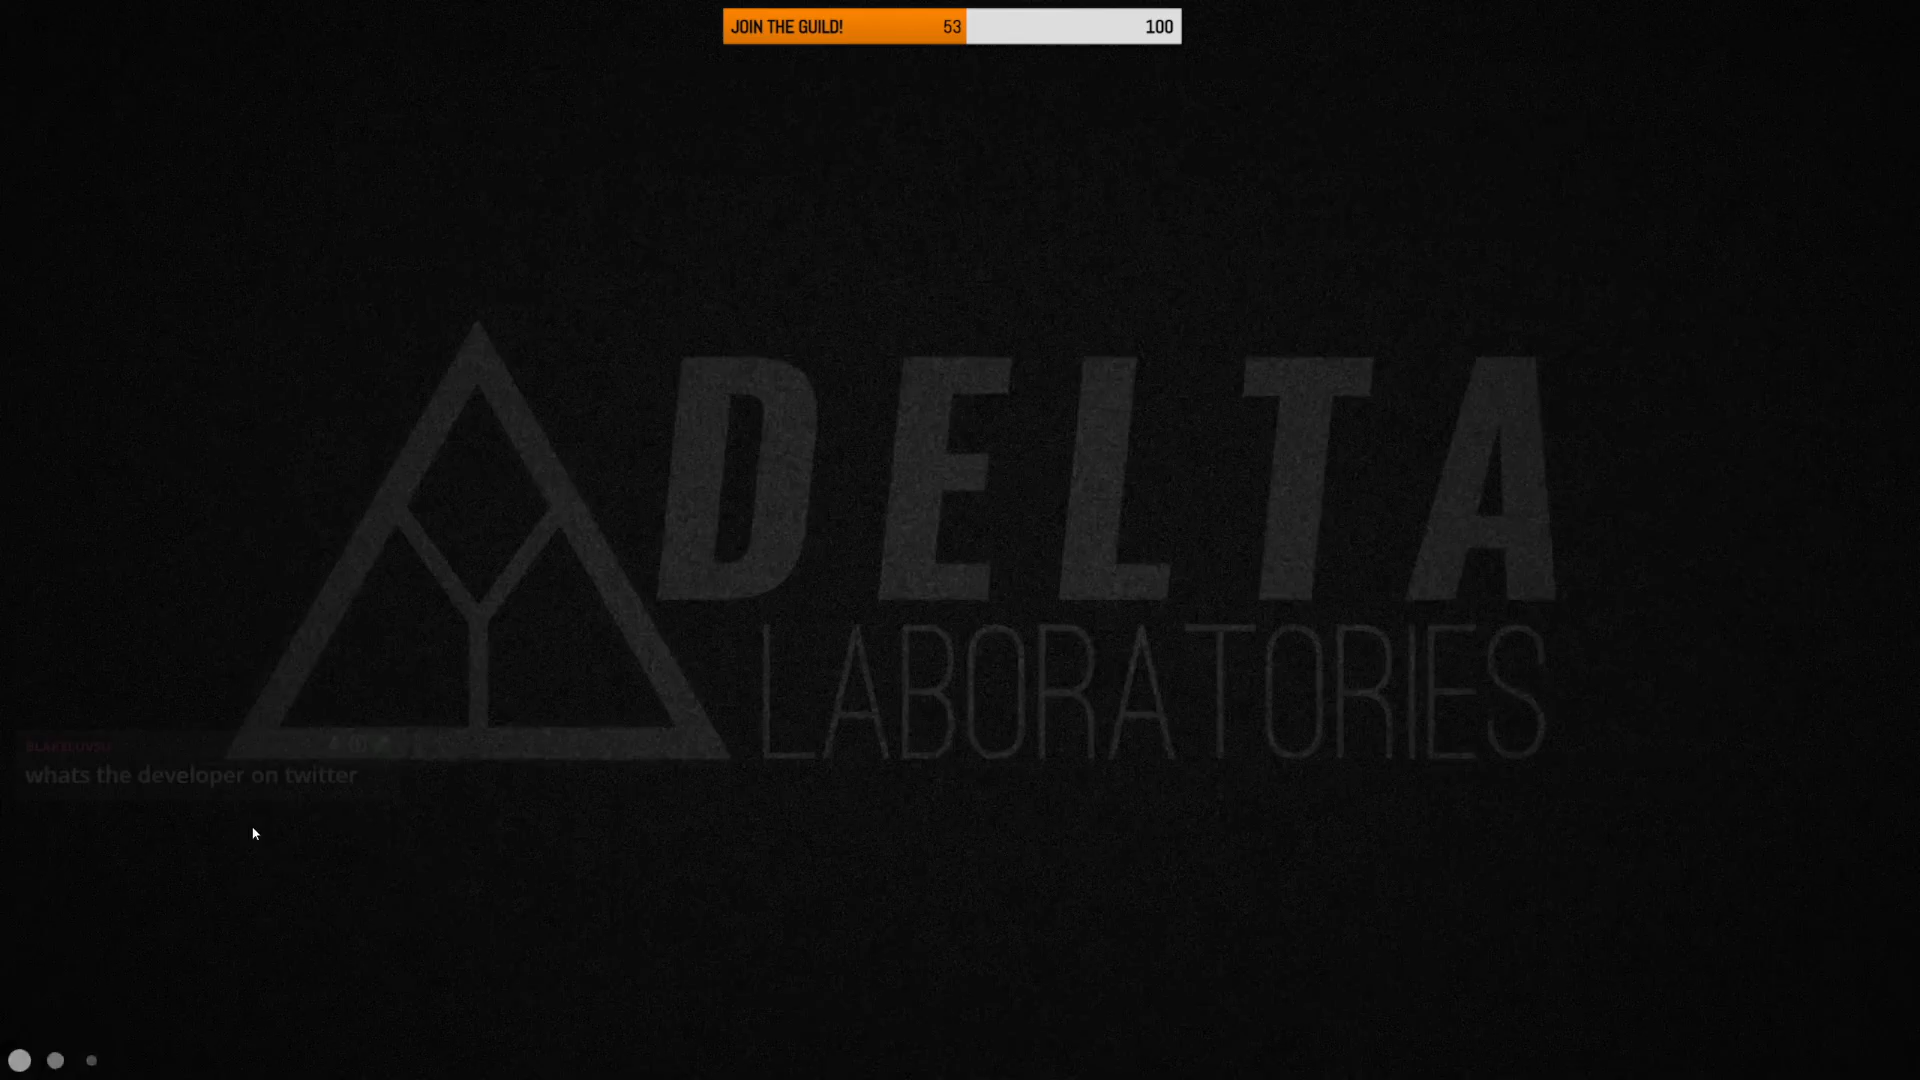 JOIN THE GUILD! 53 100
DELTA
LABORATORIES
whats the developer on twitter